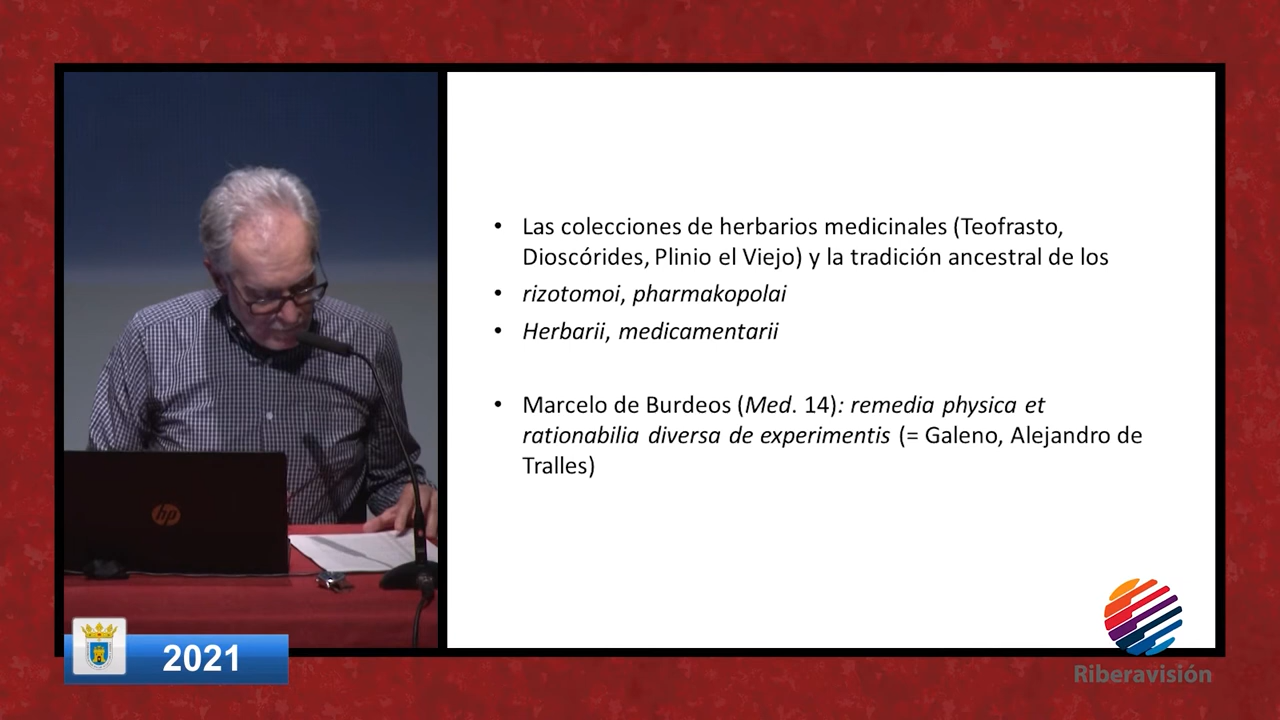 • Las colecciones de herbarios medicinales (Teofrasto,
Dioscórides, Plinio el Viejo) y la tradición ancestral de los
• rizotomoi, pharmakopolai
• Herbarii, medicamentarii
• Marcelo de Burdeos (Med. 14): remedia physica et
rationabilia diversa de experimentis (= Galeno, Alejandro de
Tralles)
hp
2021
Riberavisión